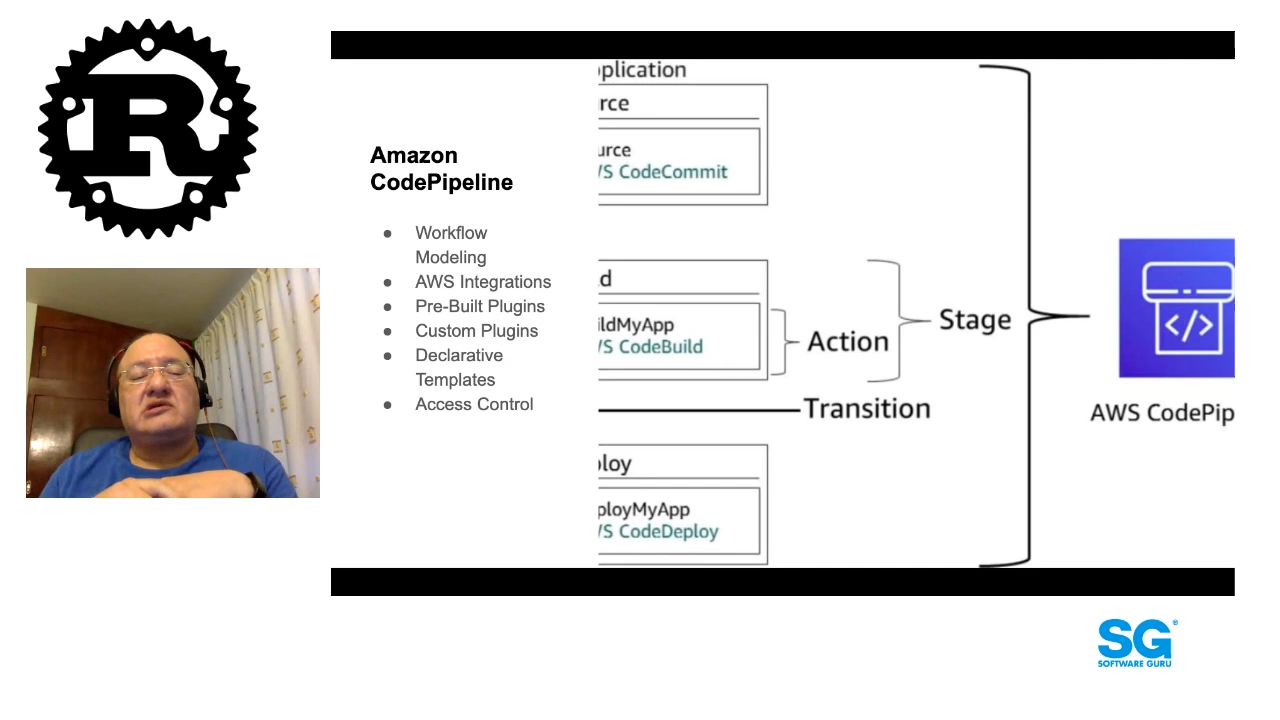 Amazon
CodePipeline
● Workflow
Modeling
● AWS Integrations
● Pre-Built Plugins
● Custom Plugins
● Declarative
Templates
● Access Control
plication
rce
urce
/S CodeCommit
d
ildMyApp
/S CodeBuild
Action
Stage
Transition
loy
ployMyApp
/S CodeDeploy
</>
AWS CodePip
R
SG®
SOFTWARE GURU